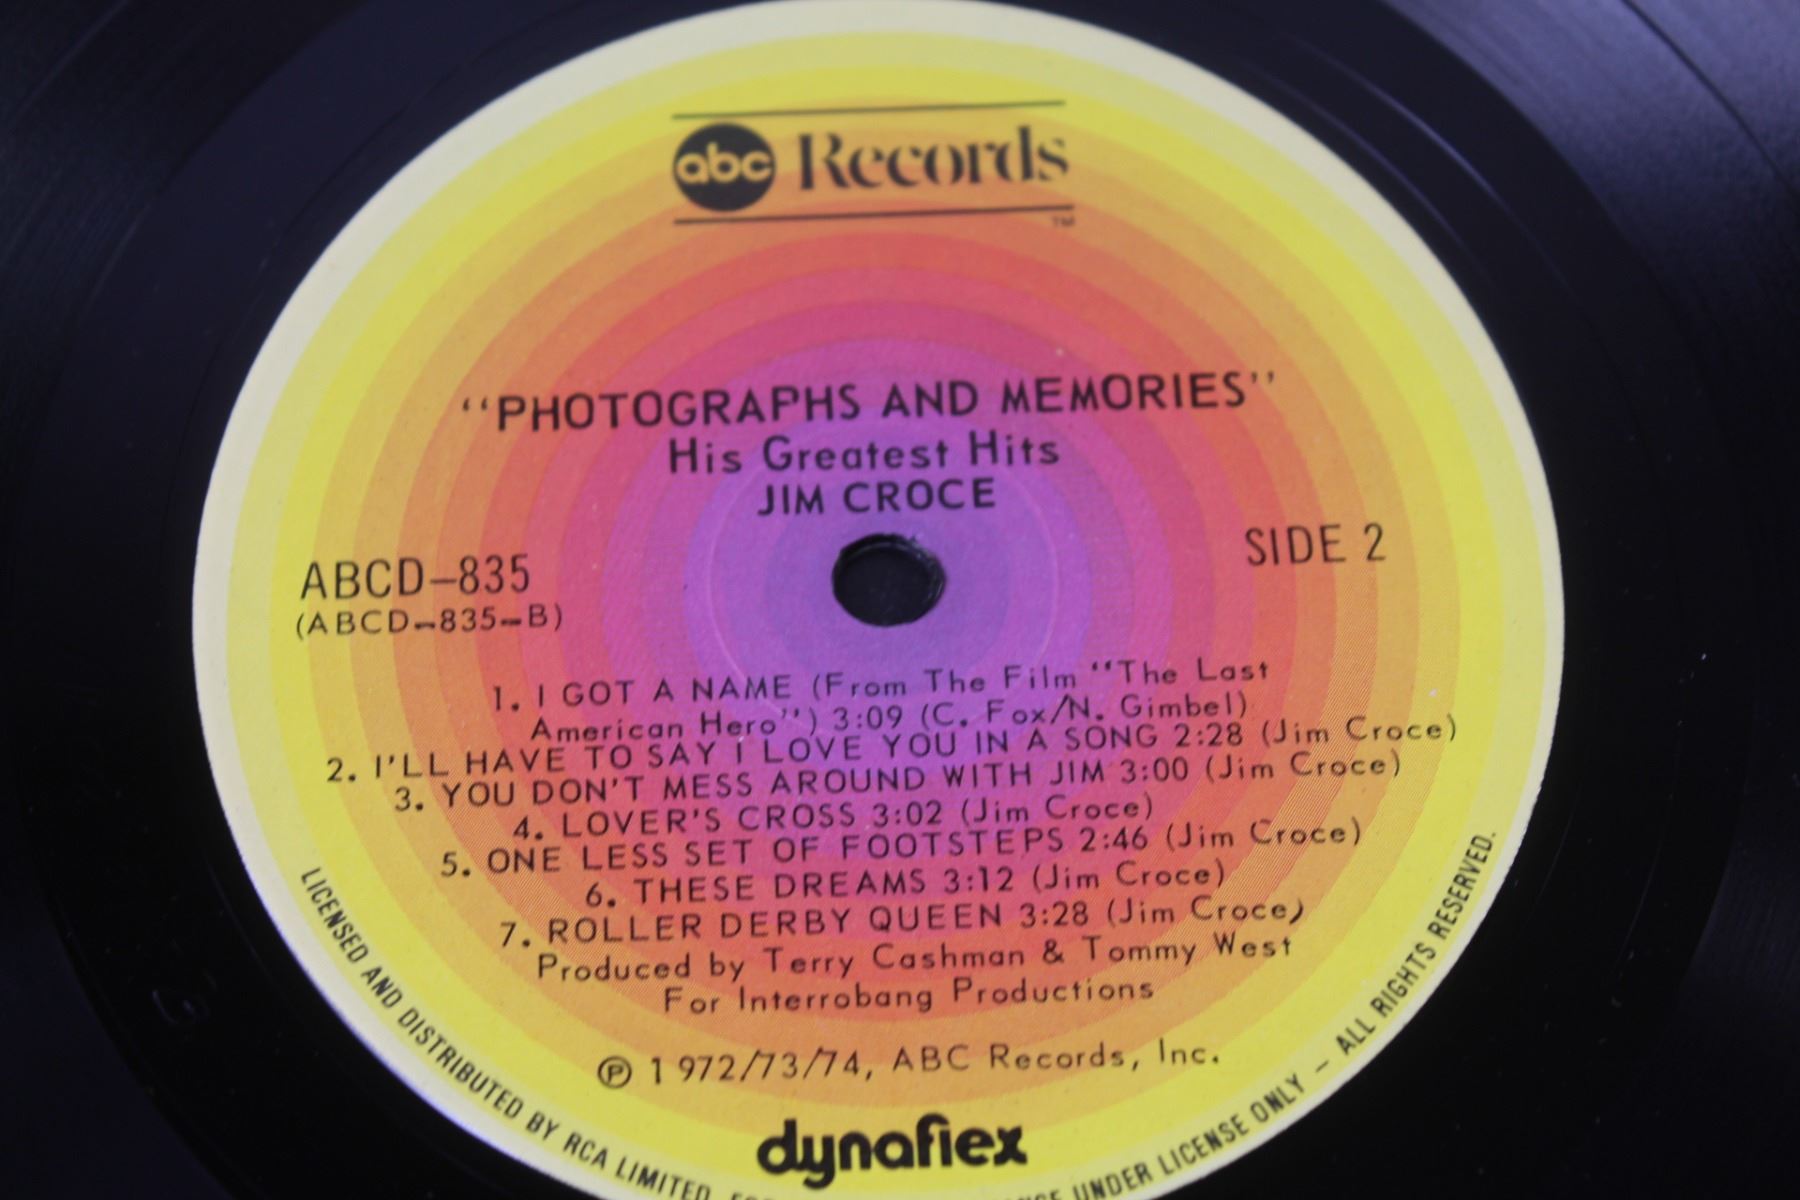 abc Records
TM
“PHOTOGRAPHS AND MEMORIES”
His Greatest Hits
JIM CROCE
SIDE 2
ABCD–835
(ABCD–835–B)
1. I GOT A NAME (From The Film “The Last
American Hero”) 3:09 (C. Fox/N. Gimbel)
2. I'LL HAVE TO SAY I LOVE YOU IN A SONG 2:28 (Jim Croce)
3. YOU DON'T MESS AROUND WITH JIM 3:00 (Jim Croce)
4. LOVER'S CROSS 3:02 (Jim Croce)
5. ONE LESS SET OF FOOTSTEPS 2:46 (Jim Croce)
6. THESE DREAMS 3:12 (Jim Croce)
7. ROLLER DERBY QUEEN 3:28 (Jim Croce)
Produced by Terry Cashman & Tommy West
For Interrobang Productions
℗ 1972/73/74, ABC Records, Inc.
dynaflex
LICENSED AND DISTRIBUTED BY RCA LIMITED, UNDER LICENSE ONLY – ALL RIGHTS RESERVED.